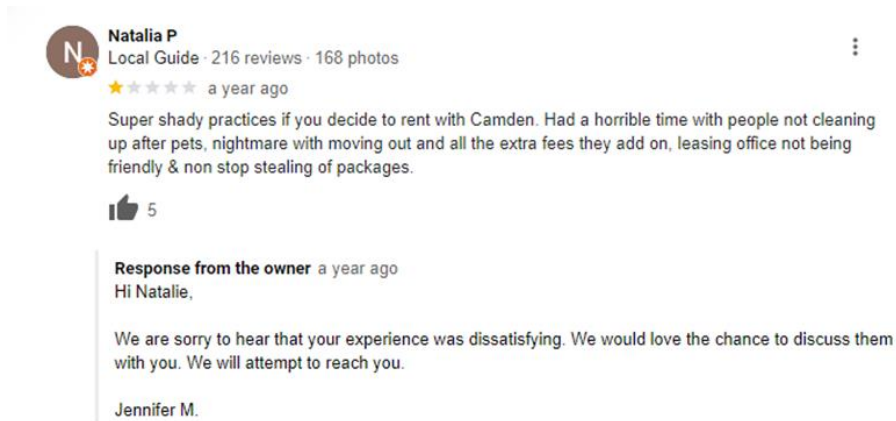 N
Natalia P
Local Guide · 216 reviews · 168 photos
a year ago
Super shady practices if you decide to rent with Camden. Had a horrible time with people not cleaning
up after pets, nightmare with moving out and all the extra fees they add on, leasing office not being
friendly & non stop stealing of packages.
5
Response from the owner a year ago
Hi Natalie,
We are sorry to hear that your experience was dissatisfying. We would love the chance to discuss them
with you. We will attempt to reach you.
Jennifer M.